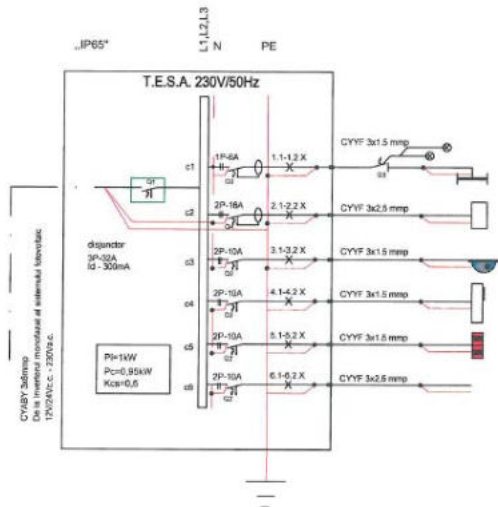 „IP65"
L1,L2,L3
N
PE
T.E.S.A. 230V/50Hz
c1
1P-6A
1.1-1.2 X
CYYF 3x1.5 mmp
Q1
c2
2P-16A
2.1-2.2 X
CYYF 3x2,5 mmp
disjunctor
3P-32A
Id - 300mA
c3
2P-10A
3.1-3.2 X
CYYF 3x1.5 mmp
c4
2P-10A
4.1-4.2 X
CYYF 3x1.5 mmp
c5
2P-10A
5.1-5.2 X
CYYF 3x1.5 mmp
c6
2P-10A
6.1-6.2 X
CYYF 3x2,5 mmp
Pi=1kW
Pc=0,95kW
CYABY 3x6mmp
De la invertorul monofazat al sistemului fotovoltaic
12V/24Vc.c. - 230Va.c.